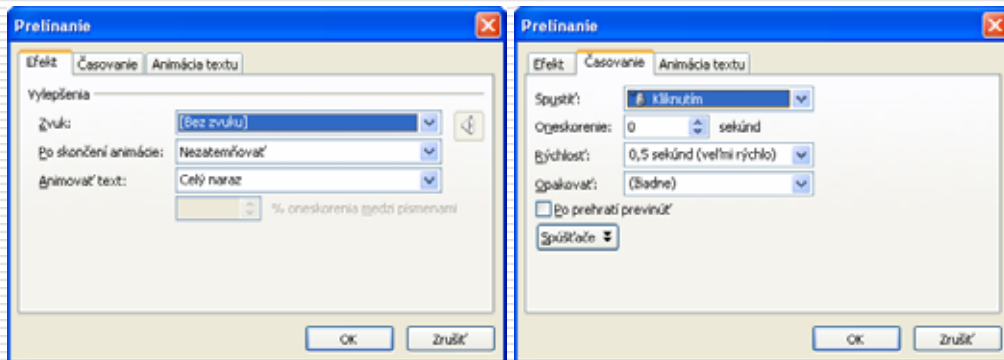 Prelínanie
Efekt Časovanie Animácia textu
Vylepšenia
Zvuk: [Bez zvuku]
Po skončení animácie: Nezatemňovať
Animovať text: Celý naraz
% oneskorenia medzi písmenami
OK Zrušiť
Prelínanie
Efekt Časovanie Animácia textu
Spustiť: Kliknutím
Oneskorenie: 0 sekúnd
Rýchlosť: 0,5 sekúnd (veľmi rýchlo)
Opakovať: (žiadne)
Po prehratí previnúť
Spúšťače
OK Zrušiť